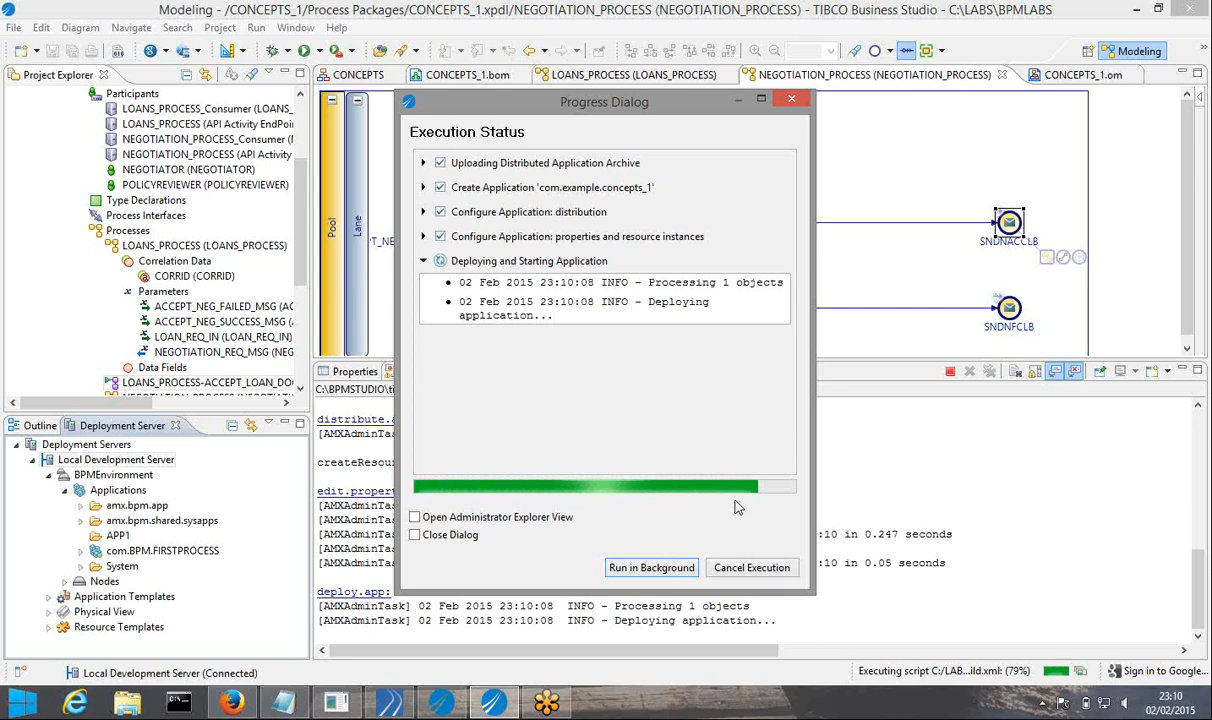 Modeling - /CONCEPTS_1/Process Packages/CONCEPTS_1.xpdl/NEGOTIATION_PROCESS (NEGOTIATION_PROCESS) - TIBCO Business Studio - C:\LABS\BPMLABS
File Edit Diagram Navigate Search Project Run Window Help
Modeling
Project Explorer
CONCEPTS
CONCEPTS_1.bom
LOANS_PROCESS (LOANS_PROCESS)
NEGOTIATION_PROCESS (NEGOTIATION_PROCESS)
CONCEPTS_1.om
Participants
LOANS_PROCESS_Consumer (LOANS_
LOANS_PROCESS (API Activity EndPoin
NEGOTIATION_PROCESS_Consumer (N
NEGOTIATION_PROCESS (API Activity
NEGOTIATOR (NEGOTIATOR)
POLICYREVIEWER (POLICYREVIEWER)
Type Declarations
Process Interfaces
Processes
LOANS_PROCESS (LOANS_PROCESS)
Correlation Data
CORRID (CORRID)
Parameters
ACCEPT_NEG_FAILED_MSG (AC
ACCEPT_NEG_SUCCESS_MSG (A
LOAN_REQ_IN (LOAN_REQ_IN)
NEGOTIATION_REQ_MSG (NEG
Data Fields
LOANS_PROCESS-ACCEPT_LOAN_DO
Pool
Lane
PT_NE
SNDNACCLB
SNDNFCLB
Progress Dialog
Execution Status
Uploading Distributed Application Archive
Create Application 'com.example.concepts_1'
Configure Application: distribution
Configure Application: properties and resource instances
Deploying and Starting Application
• 02 Feb 2015 23:10:08 INFO - Processing 1 objects
• 02 Feb 2015 23:10:08 INFO - Deploying
application...
Open Administrator Explorer View
Close Dialog
Run in Background
Cancel Execution
Outline
Deployment Server
Deployment Servers
Local Development Server
BPMEnvironment
Applications
amx.bpm.app
amx.bpm.shared.sysapps
APP1
com.BPM.FIRSTPROCESS
System
Nodes
Application Templates
Physical View
Resource Templates
Properties
C:\BPMSTUDIO\ti
distribute.
[AMXAdminTa
createResou
edit.propert
[AMXAdminTa
[AMXAdminTa
[AMXAdminTa :10 in 0.247 seconds
[AMXAdminTa :10 in 0.05 seconds
deploy.app:
[AMXAdminTask] 02 Feb 2015 23:10:08 INFO - Processing 1 objects
[AMXAdminTask] 02 Feb 2015 23:10:08 INFO - Deploying application...
Local Development Server (Connected)
Executing script C:/LAB...ild.xml: (79%)
Sign in to Google...
23:10
02/02/2015